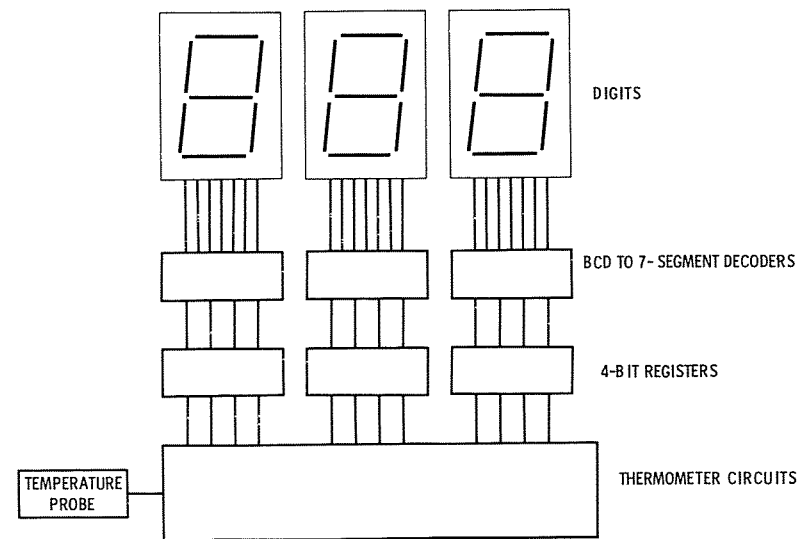 DIGITS
BCD TO 7-SEGMENT DECODERS
4-BIT REGISTERS
THERMOMETER CIRCUITS
TEMPERATURE
PROBE